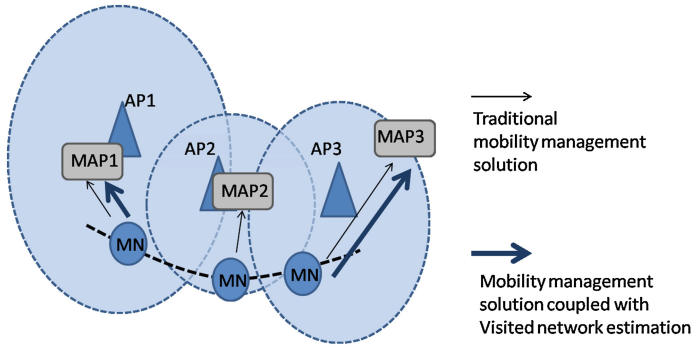 AP1
MAP1
AP2
MAP2
AP3
MAP3
MN
MN
MN
Traditional
mobility management
solution
Mobility management
solution coupled with
Visited network estimation